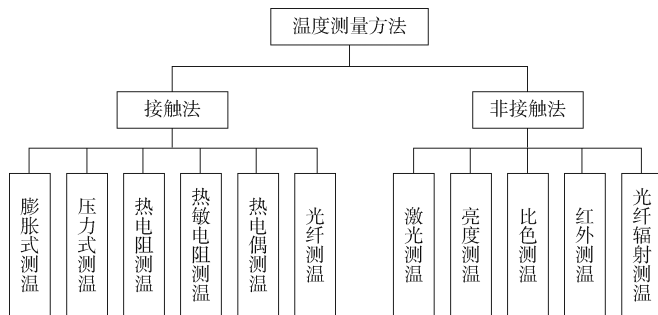 温度测量方法
接触法
非接触法
膨胀式测温
压力式测温
热电阻测温
热敏电阻测温
热电偶测温
光纤测温
激光测温
亮度测温
比色测温
红外测温
光纤辐射测温